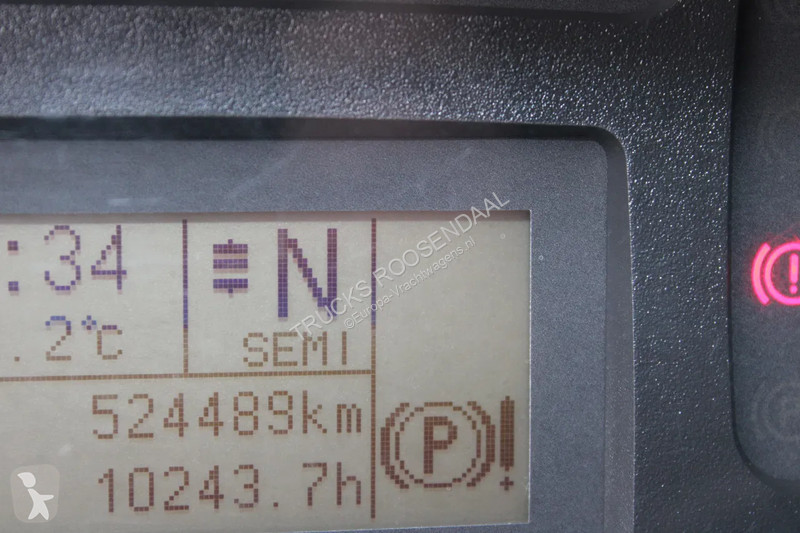 :34
N
.2°c
SEMI
524489km
10243.7h
P
!
!
TRUCKS ROOSENDAAL
©Europa-Vrachtwagens.nl